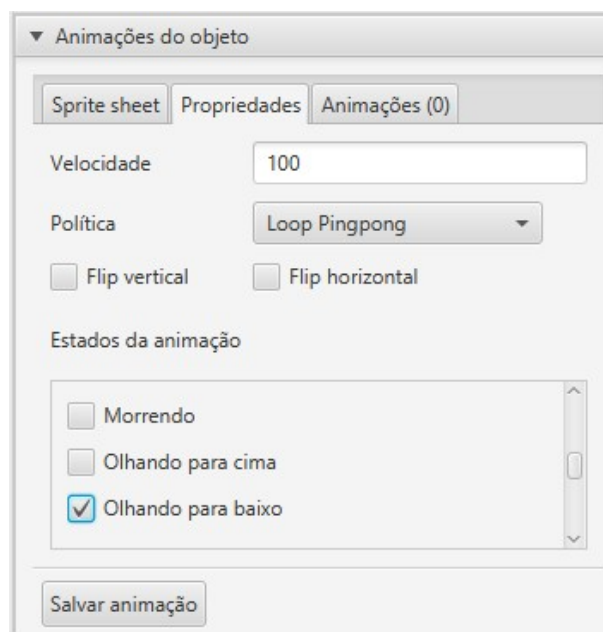 Animações do objeto
Sprite sheet Propriedades Animações (0)
Velocidade 100
Política Loop Pingpong
Flip vertical Flip horizontal
Estados da animação
Morrendo
Olhando para cima
Olhando para baixo
Salvar animação